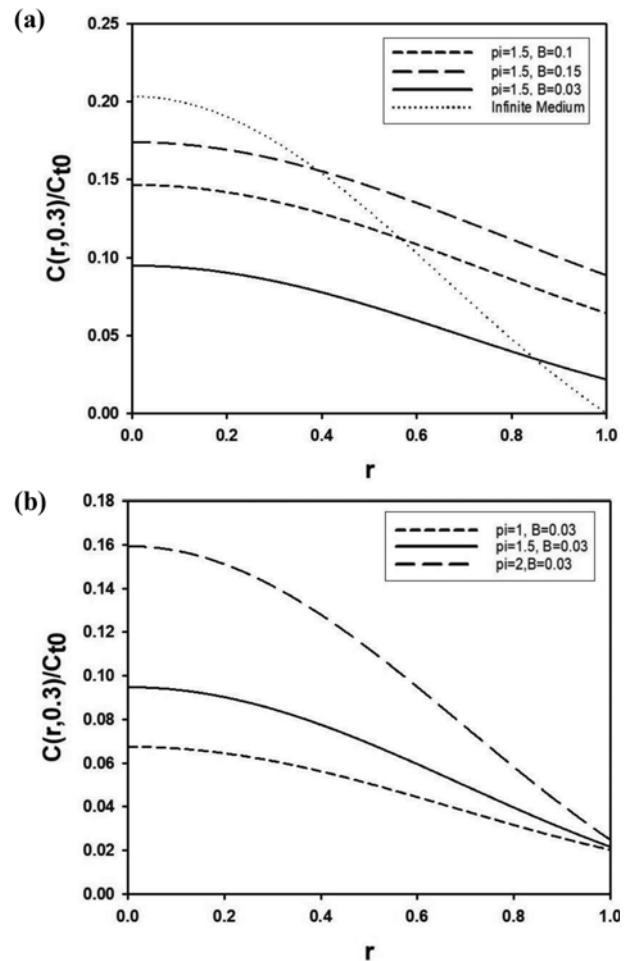 (a)
0.25
0.20
0.15
0.10
0.05
0.00
C(r,0.3)/Ct0
pi=1.5, B=0.1
pi=1.5, B=0.15
pi=1.5, B=0.03
Infinite Medium
0.0 0.2 0.4 0.6 0.8 1.0
r
(b)
0.18
0.16
0.14
0.12
0.10
0.08
0.06
0.04
0.02
0.00
C(r,0.3)/Ct0
pi=1, B=0.03
pi=1.5, B=0.03
pi=2,B=0.03
0.0 0.2 0.4 0.6 0.8 1.0
r